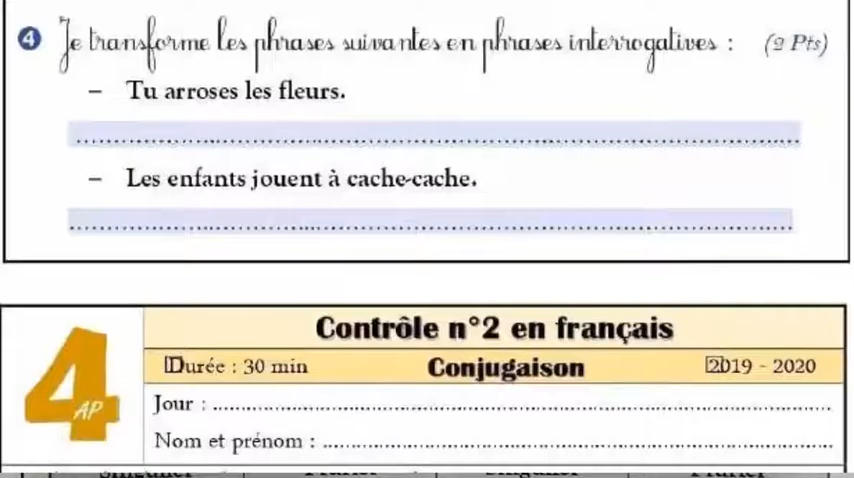 4 Je transforme les phrases suivantes en phrases interrogatives : (2 Pts)
– Tu arroses les fleurs.
– Les enfants jouent à cache-cache.
4 AP
Contrôle n°2 en français
Durée : 30 min Conjugaison 2019 - 2020
Jour :
Nom et prénom :